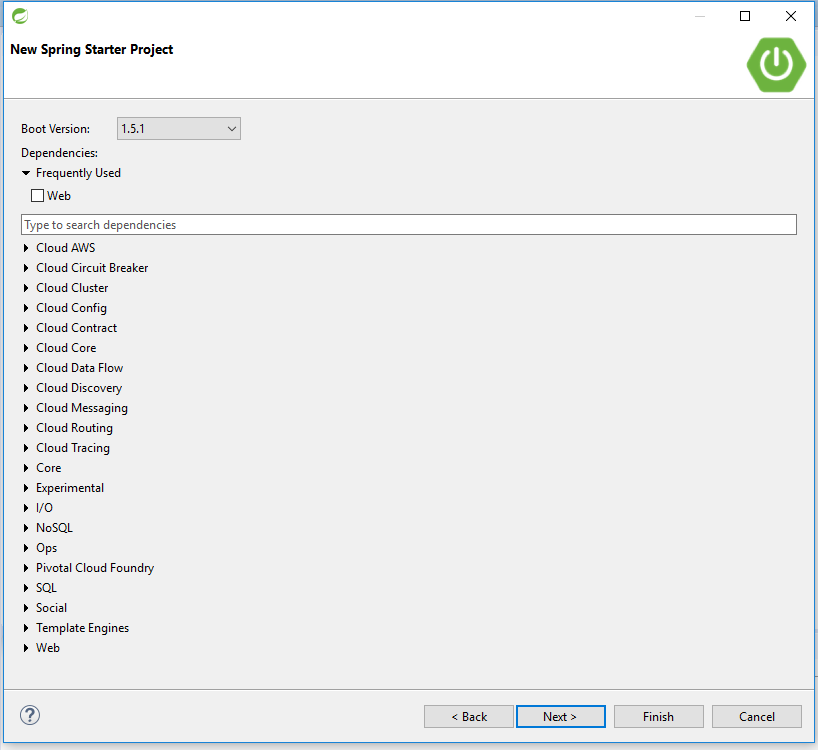 New Spring Starter Project
Boot Version: 1.5.1
Dependencies:
Frequently Used
Web
Type to search dependencies
Cloud AWS
Cloud Circuit Breaker
Cloud Cluster
Cloud Config
Cloud Contract
Cloud Core
Cloud Data Flow
Cloud Discovery
Cloud Messaging
Cloud Routing
Cloud Tracing
Core
Experimental
I/O
NoSQL
Ops
Pivotal Cloud Foundry
SQL
Social
Template Engines
Web
? < Back Next > Finish Cancel